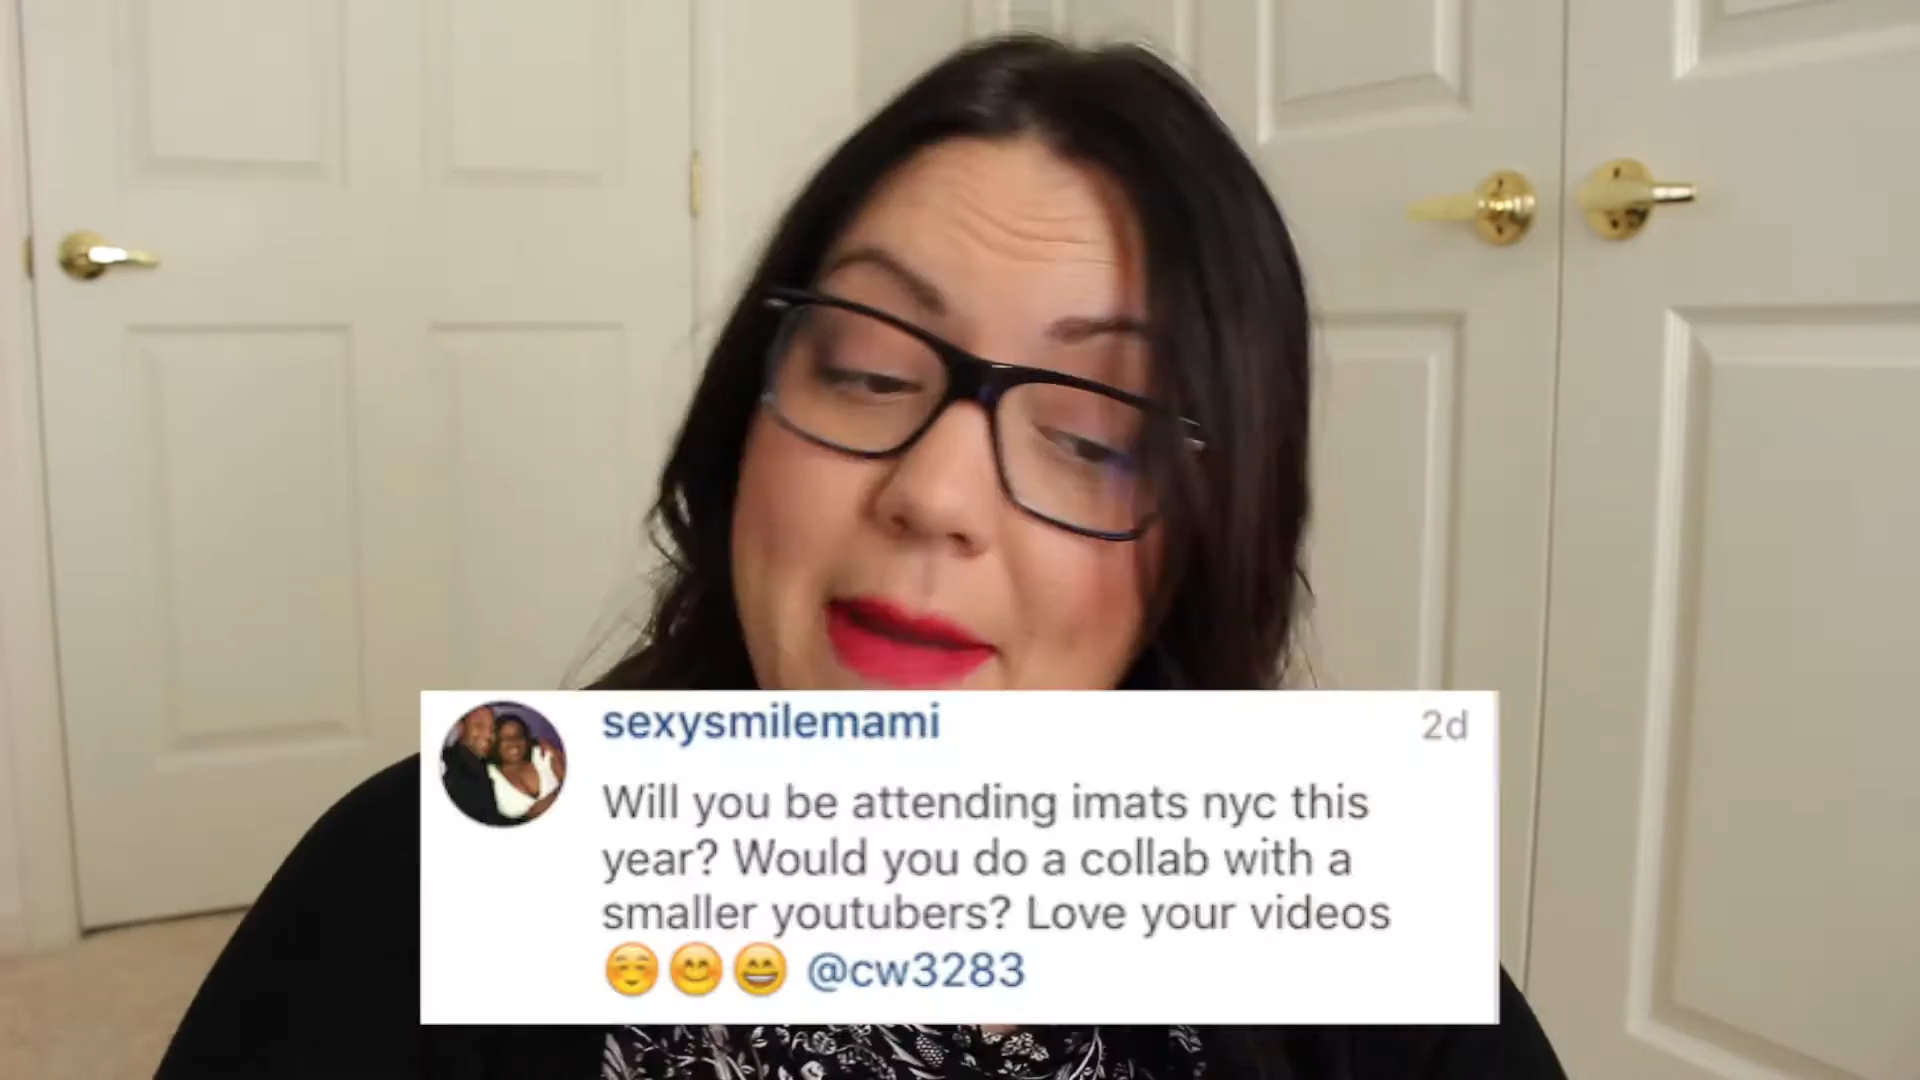 sexysmilemami
2d
Will you be attending imats nyc this
year? Would you do a collab with a
smaller youtubers? Love your videos
☺️😊😄 @cw3283